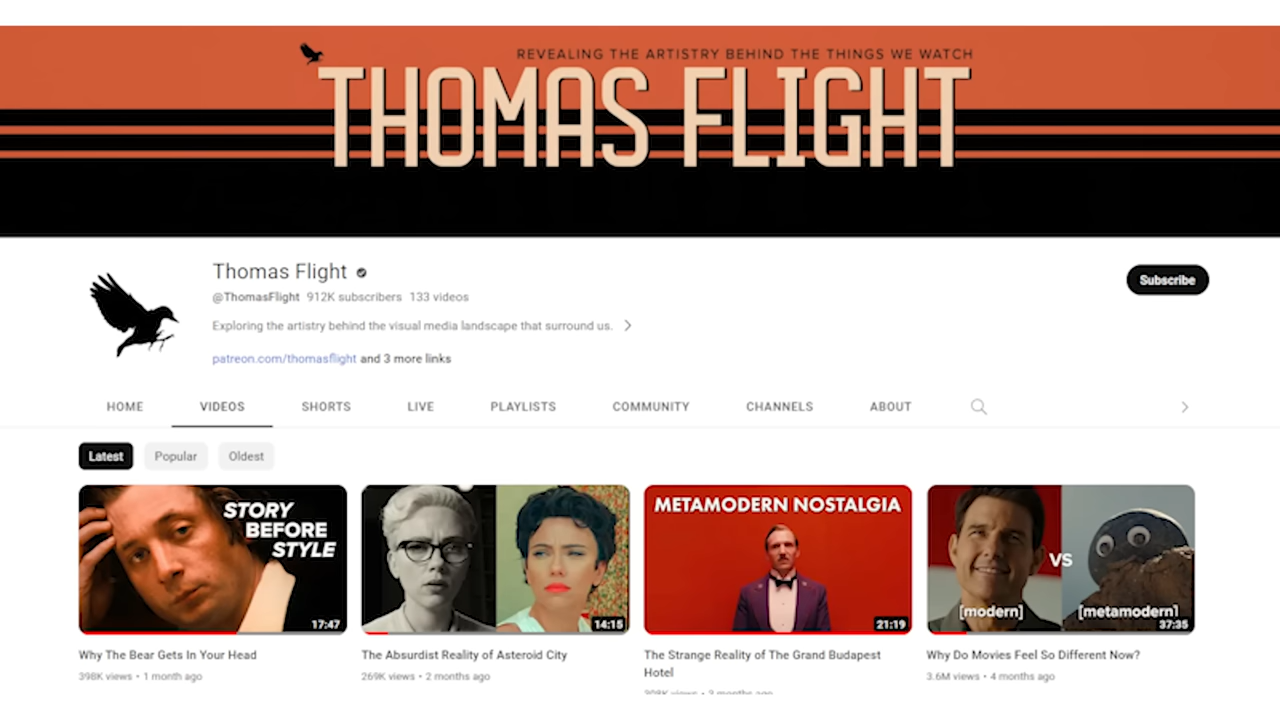 REVEALING THE ARTISTRY BEHIND THE THINGS WE WATCH
THOMAS FLIGHT
Thomas Flight
@ThomasFlight 912K subscribers 133 videos
Exploring the artistry behind the visual media landscape that surround us.
patreon.com/thomasflight and 3 more links
Subscribe
HOME VIDEOS SHORTS LIVE PLAYLISTS COMMUNITY CHANNELS ABOUT
Latest Popular Oldest
STORY
BEFORE
STYLE
17:47
14:15
METAMODERN NOSTALGIA
21:19
VS
[modern] [metamodern]
37:35
Why The Bear Gets In Your Head
398K views • 1 month ago
The Absurdist Reality of Asteroid City
269K views • 2 months ago
The Strange Reality of The Grand Budapest
Hotel
views • 3 months ago
Why Do Movies Feel So Different Now?
3.6M views • 4 months ago